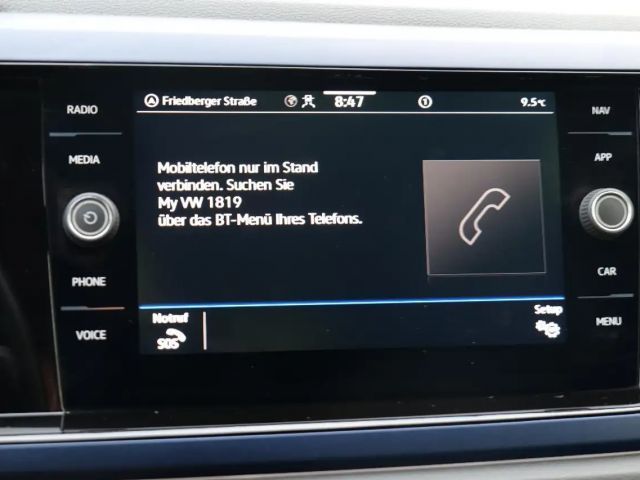 RADIO
MEDIA
PHONE
VOICE
Friedberger Straße 8:47 1 9.5°C
Mobiltelefon nur im Stand
verbinden. Suchen Sie
My VW 1819
über das BT-Menü Ihres Telefons.
Notruf
SOS
Setup
NAV
APP
CAR
MENU